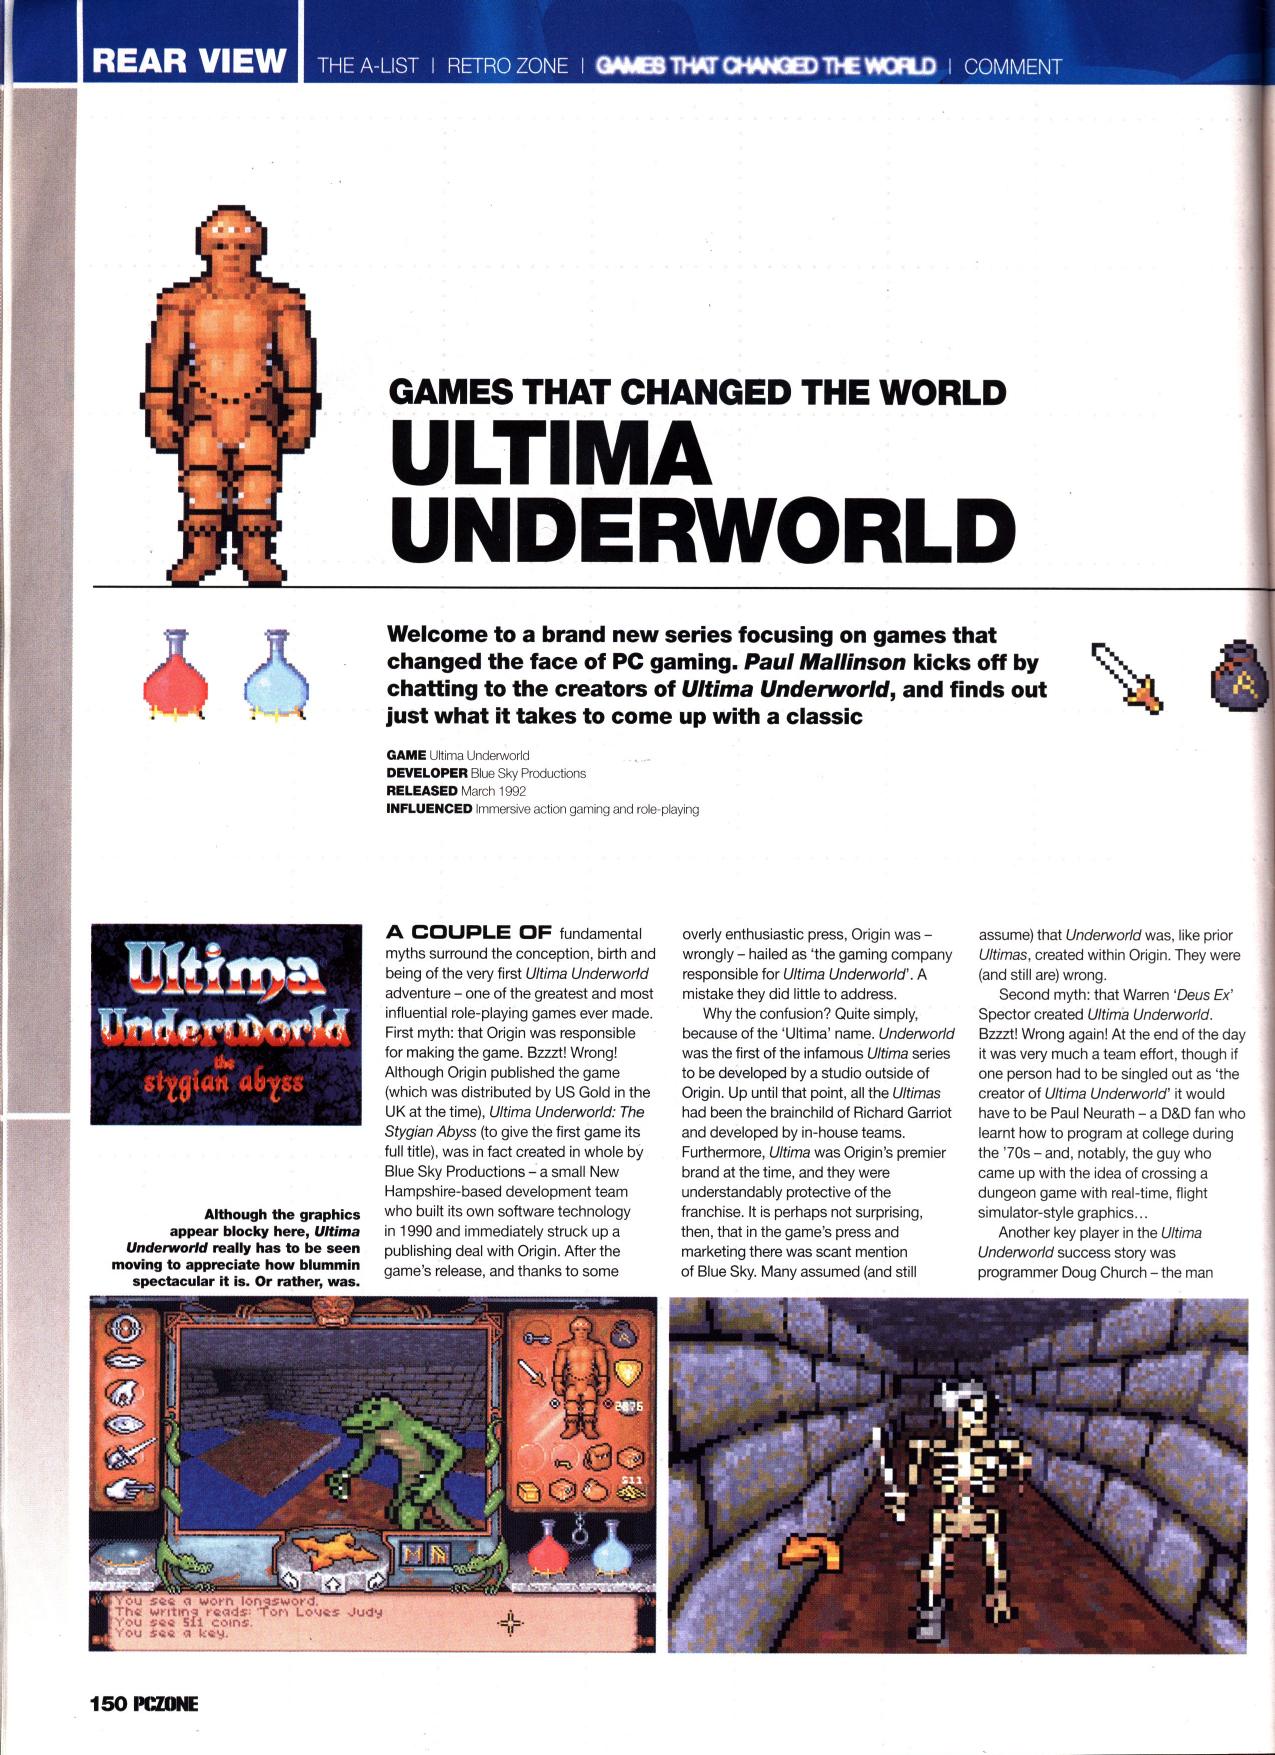 REAR VIEW
THE A-LIST | RETRO ZONE | GAMES THAT CHANGED THE WORLD | COMMENT
GAMES THAT CHANGED THE WORLD
ULTIMA
UNDERWORLD
Welcome to a brand new series focusing on games that
changed the face of PC gaming. Paul Mallinson kicks off by
chatting to the creators of Ultima Underworld, and finds out
just what it takes to come up with a classic
GAME Ultima Underworld
DEVELOPER Blue Sky Productions
RELEASED March 1992
INFLUENCED Immersive action gaming and role-playing
Ultima
Underworld
the
stygian abyss
Although the graphics
appear blocky here, Ultima
Underworld really has to be seen
moving to appreciate how blummin
spectacular it is. Or rather, was.
A COUPLE OF fundamental
myths surround the conception, birth and
being of the very first Ultima Underworld
adventure – one of the greatest and most
influential role-playing games ever made.
First myth: that Origin was responsible
for making the game. Bzzzt! Wrong!
Although Origin published the game
(which was distributed by US Gold in the
UK at the time), Ultima Underworld: The
Stygian Abyss (to give the first game its
full title), was in fact created in whole by
Blue Sky Productions – a small New
Hampshire-based development team
who built its own software technology
in 1990 and immediately struck up a
publishing deal with Origin. After the
game's release, and thanks to some
overly enthusiastic press, Origin was –
wrongly – hailed as 'the gaming company
responsible for Ultima Underworld'. A
mistake they did little to address.
Why the confusion? Quite simply,
because of the 'Ultima' name. Underworld
was the first of the infamous Ultima series
to be developed by a studio outside of
Origin. Up until that point, all the Ultimas
had been the brainchild of Richard Garriot
and developed by in-house teams.
Furthermore, Ultima was Origin's premier
brand at the time, and they were
understandably protective of the
franchise. It is perhaps not surprising,
then, that in the game's press and
marketing there was scant mention
of Blue Sky. Many assumed (and still
assume) that Underworld was, like prior
Ultimas, created within Origin. They were
(and still are) wrong.
Second myth: that Warren 'Deus Ex'
Spector created Ultima Underworld.
Bzzzt! Wrong again! At the end of the day
it was very much a team effort, though if
one person had to be singled out as 'the
creator of Ultima Underworld' it would
have to be Paul Neurath – a D&D fan who
learnt how to program at college during
the '70s – and, notably, the guy who
came up with the idea of crossing a
dungeon game with real-time, flight
simulator-style graphics...
Another key player in the Ultima
Underworld success story was
programmer Doug Church – the man
511
You see a worn longsword.
The writing reads: Tom Loves Judy
You see 511 coins.
You see a key.
150 PCZONE